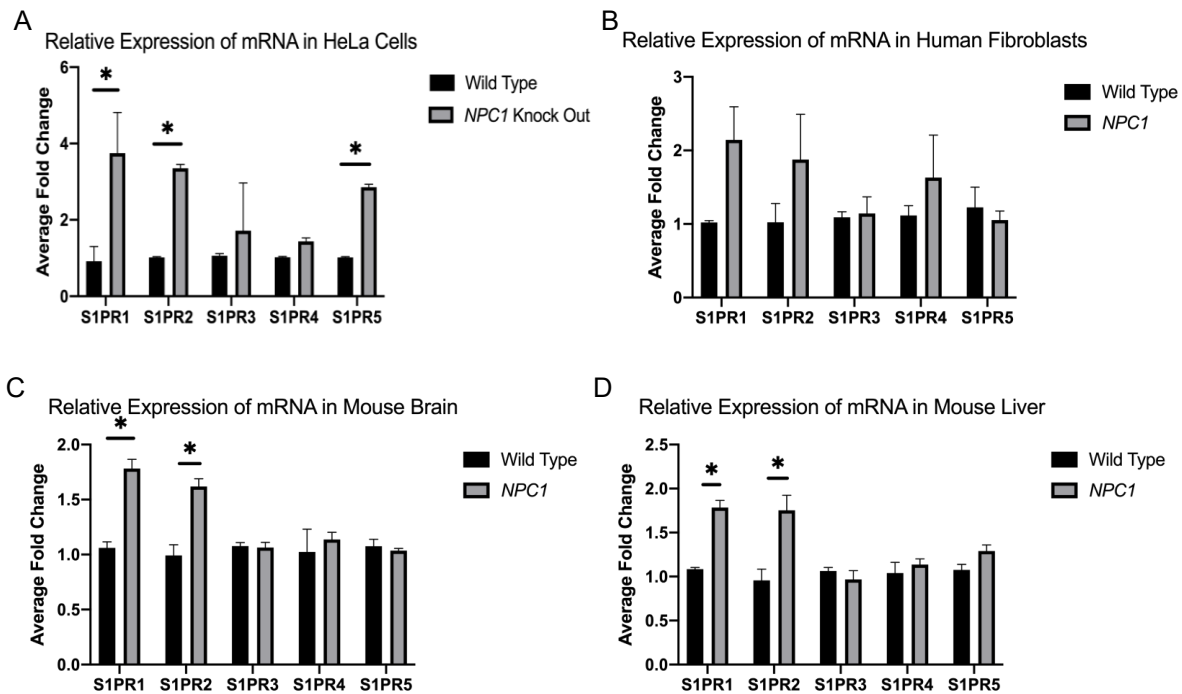 A
Relative Expression of mRNA in HeLa Cells
Average Fold Change
6
4
2
0
*
*
*
S1PR1 S1PR2 S1PR3 S1PR4 S1PR5
Wild Type
NPC1 Knock Out
B
Relative Expression of mRNA in Human Fibroblasts
Average Fold Change
3
2
1
0
S1PR1 S1PR2 S1PR3 S1PR4 S1PR5
Wild Type
NPC1
C
Relative Expression of mRNA in Mouse Brain
Average Fold Change
2.0
1.5
1.0
0.5
0.0
*
*
S1PR1 S1PR2 S1PR3 S1PR4 S1PR5
Wild Type
NPC1
D
Relative Expression of mRNA in Mouse Liver
Average Fold Change
2.5
2.0
1.5
1.0
0.5
0.0
*
*
S1PR1 S1PR2 S1PR3 S1PR4 S1PR5
Wild Type
NPC1